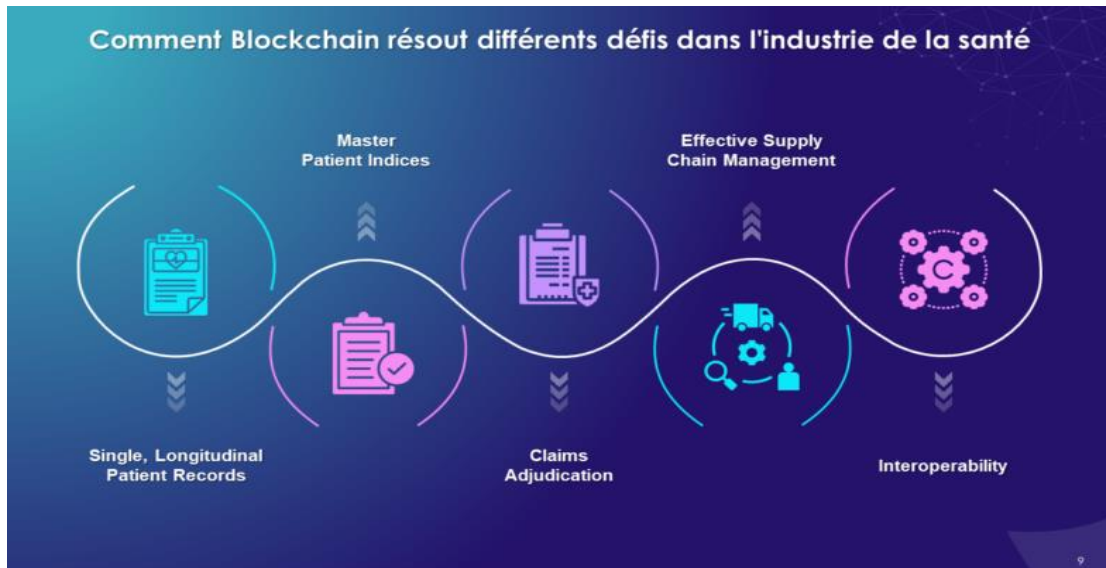 Comment Blockchain résout différents défis dans l'industrie de la santé
Master
Patient Indices
Effective Supply
Chain Management
Single, Longitudinal
Patient Records
Claims
Adjudication
Interoperability
9